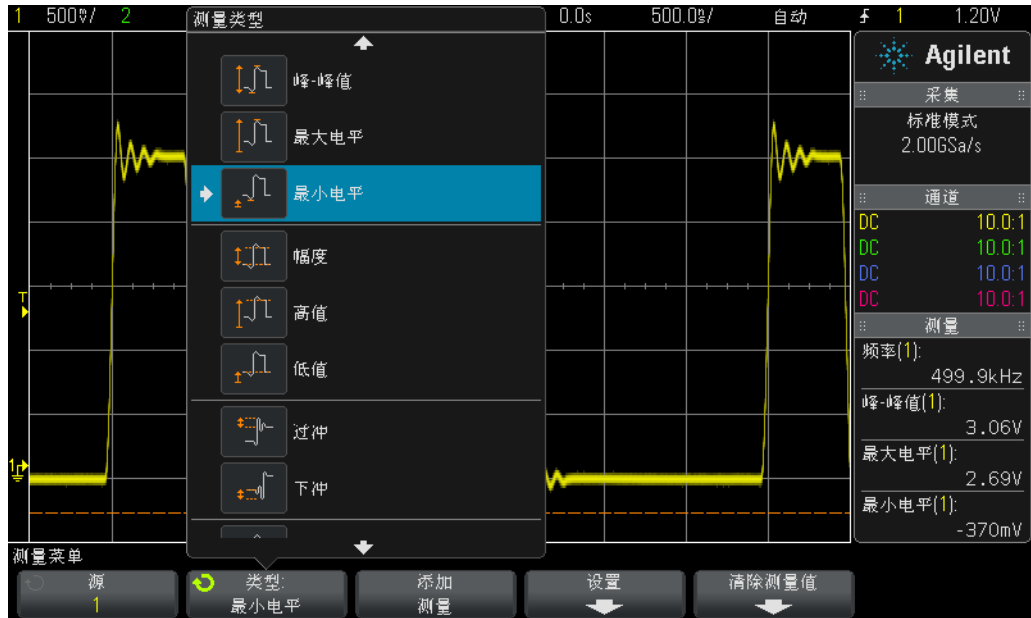 1 500㎷/ 2 0.0s 500.0㎱/ 自动 1 1.20V
测量类型
峰-峰值
最大电平
最小电平
幅度
高值
低值
过冲
下冲
T
1
Agilent
采集
标准模式
2.00GSa/s
通道
DC 10.0:1
DC 10.0:1
DC 10.0:1
DC 10.0:1
测量
频率(1):
499.9kHz
峰-峰值(1):
3.06V
最大电平(1):
2.69V
最小电平(1):
-370mV
测量菜单
源
1
类型:
最小电平
添加
测量
设置
清除测量值